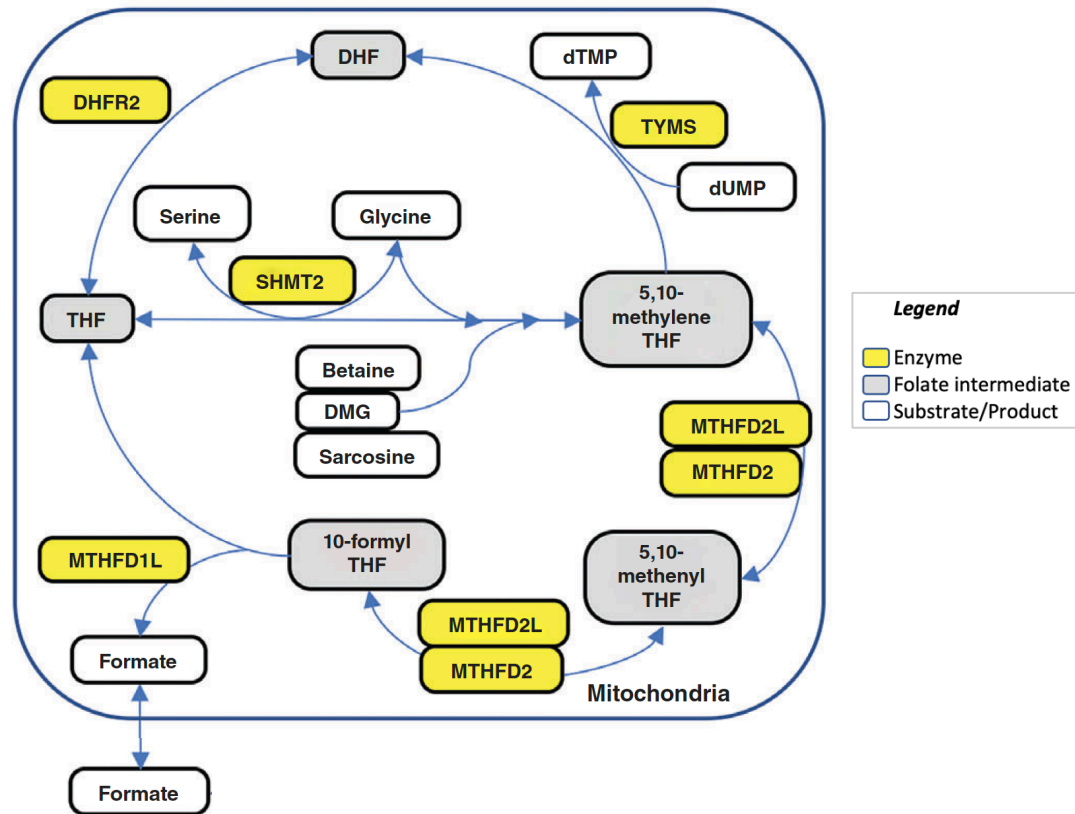 DHF
dTMP
DHFR2
TYMS
dUMP
Serine
Glycine
SHMT2
THF
5,10-
methylene
THF
Legend
Enzyme
Folate intermediate
Substrate/Product
Betaine
DMG
Sarcosine
MTHFD2L
MTHFD2
10-formyl
THF
5,10-
methenyl
THF
MTHFD1L
MTHFD2L
MTHFD2
Formate
Mitochondria
Formate